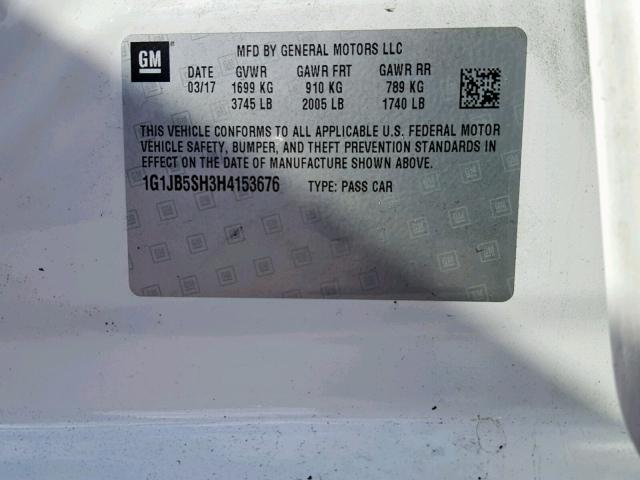 GM
MFD BY GENERAL MOTORS LLC
DATE GVWR GAWR FRT GAWR RR
03/17 1699 KG 910 KG 789 KG
3745 LB 2005 LB 1740 LB
THIS VEHICLE CONFORMS TO ALL APPLICABLE U.S. FEDERAL MOTOR
VEHICLE SAFETY, BUMPER, AND THEFT PREVENTION STANDARDS IN
EFFECT ON THE DATE OF MANUFACTURE SHOWN ABOVE.
1G1JB5SH3H4153676 TYPE: PASS CAR